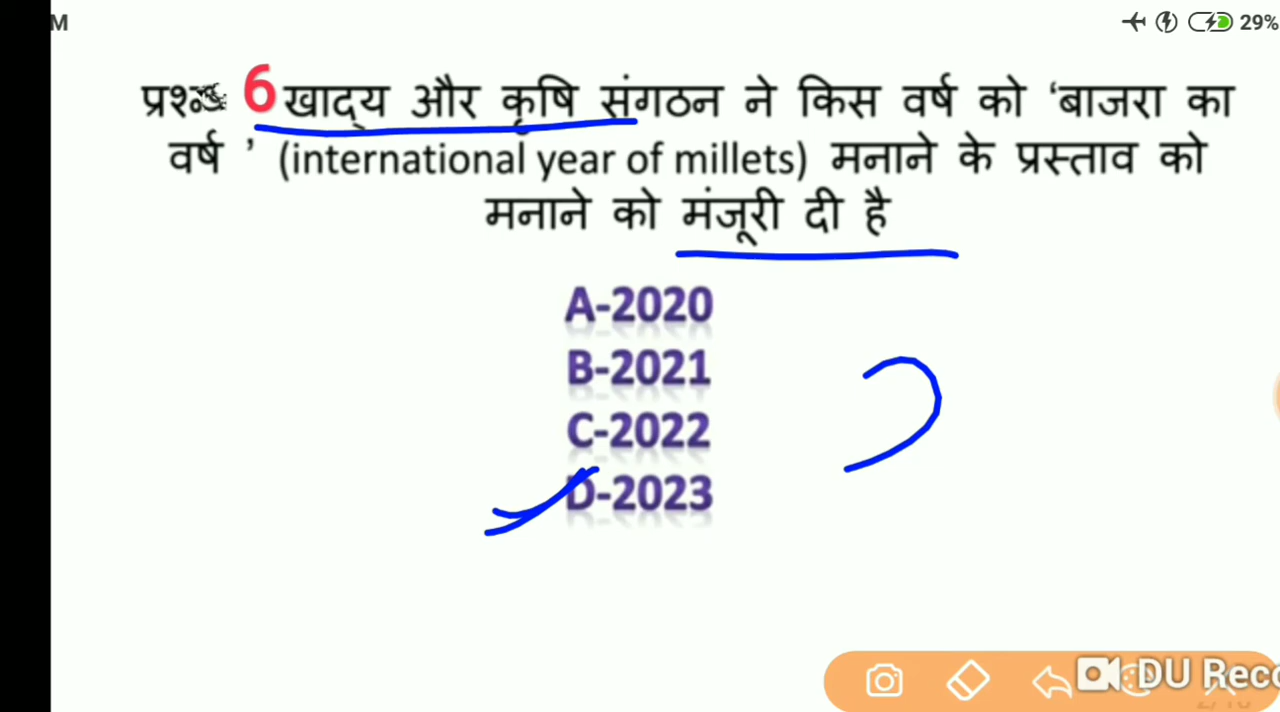 M 29%
प्रश्न 6 खाद्य और कृषि संगठन ने किस वर्ष को ‘बाजरा का
वर्ष ’ (international year of millets) मनाने के प्रस्ताव को
मनाने को मंजूरी दी है
A-2020
B-2021
C-2022
D-2023
DU Reco